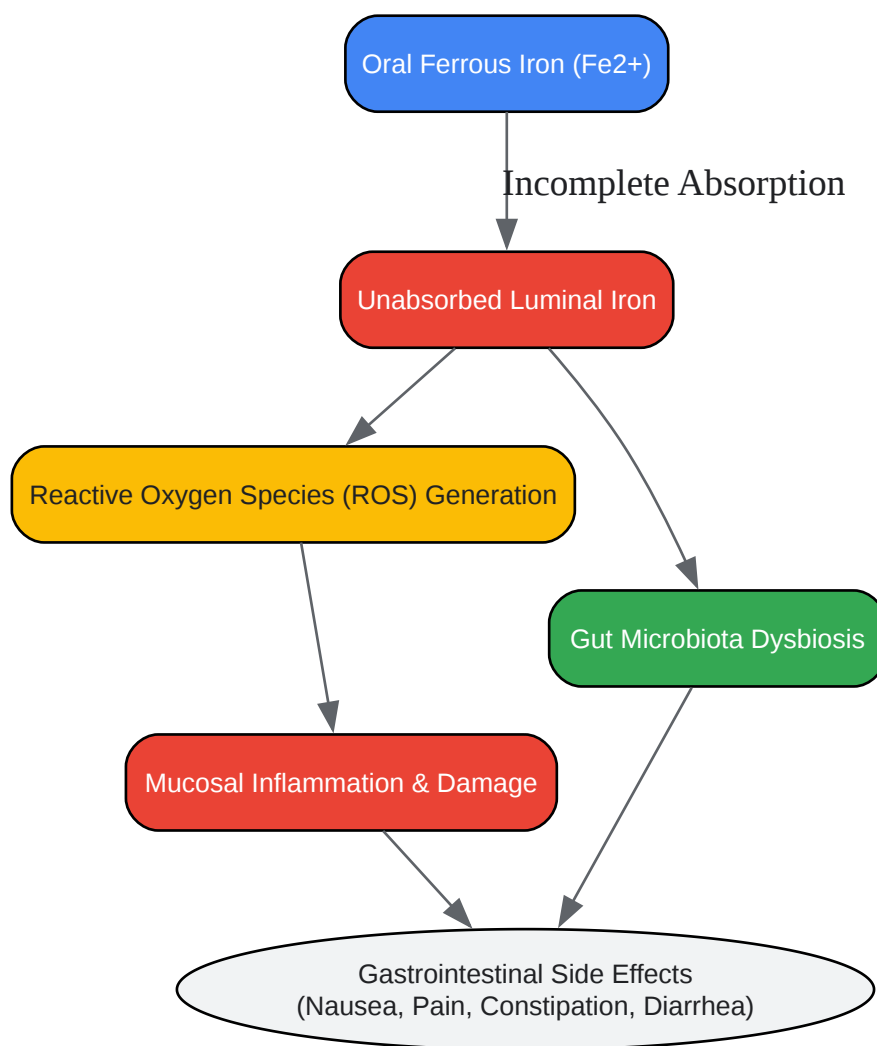 Oral Ferrous Iron (Fe2+)
Incomplete Absorption
Unabsorbed Luminal Iron
Reactive Oxygen Species (ROS) Generation
Gut Microbiota Dysbiosis
Mucosal Inflammation & Damage
Gastrointestinal Side Effects
(Nausea, Pain, Constipation, Diarrhea)